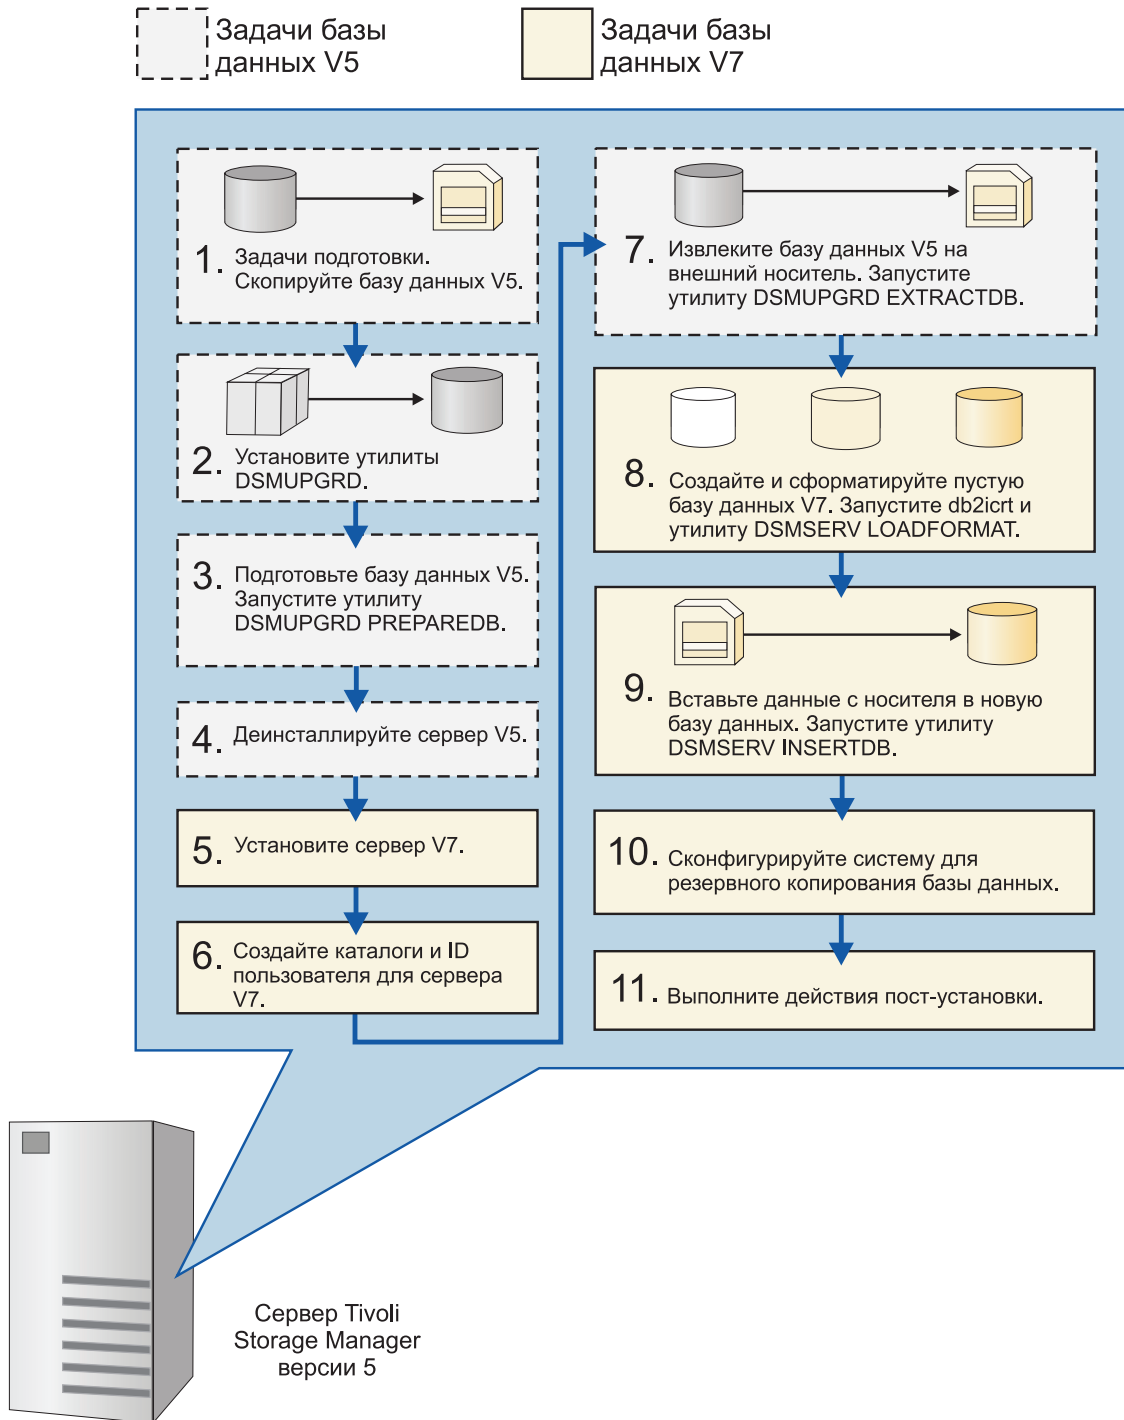 Задачи базы
данных V5
Задачи базы
данных V7
1. Задачи подготовки.
Скопируйте базу данных V5.
2. Установите утилиты
DSMUPGRD.
3. Подготовьте базу данных V5.
Запустите утилиту
DSMUPGRD PREPAREDB.
4. Деинсталлируйте сервер V5.
5. Установите сервер V7.
6. Создайте каталоги и ID
пользователя для сервера
V7.
7. Извлеките базу данных V5 на
внешний носитель. Запустите
утилиту DSMUPGRD EXTRACTDB.
8. Создайте и сформатируйте пустую
базу данных V7. Запустите db2icrt и
утилиту DSMSERV LOADFORMAT.
9. Вставьте данные с носителя в новую
базу данных. Запустите утилиту
DSMSERV INSERTDB.
10. Сконфигурируйте систему для
резервного копирования базы данных.
11. Выполните действия пост-установки.
Сервер Tivoli
Storage Manager
версии 5